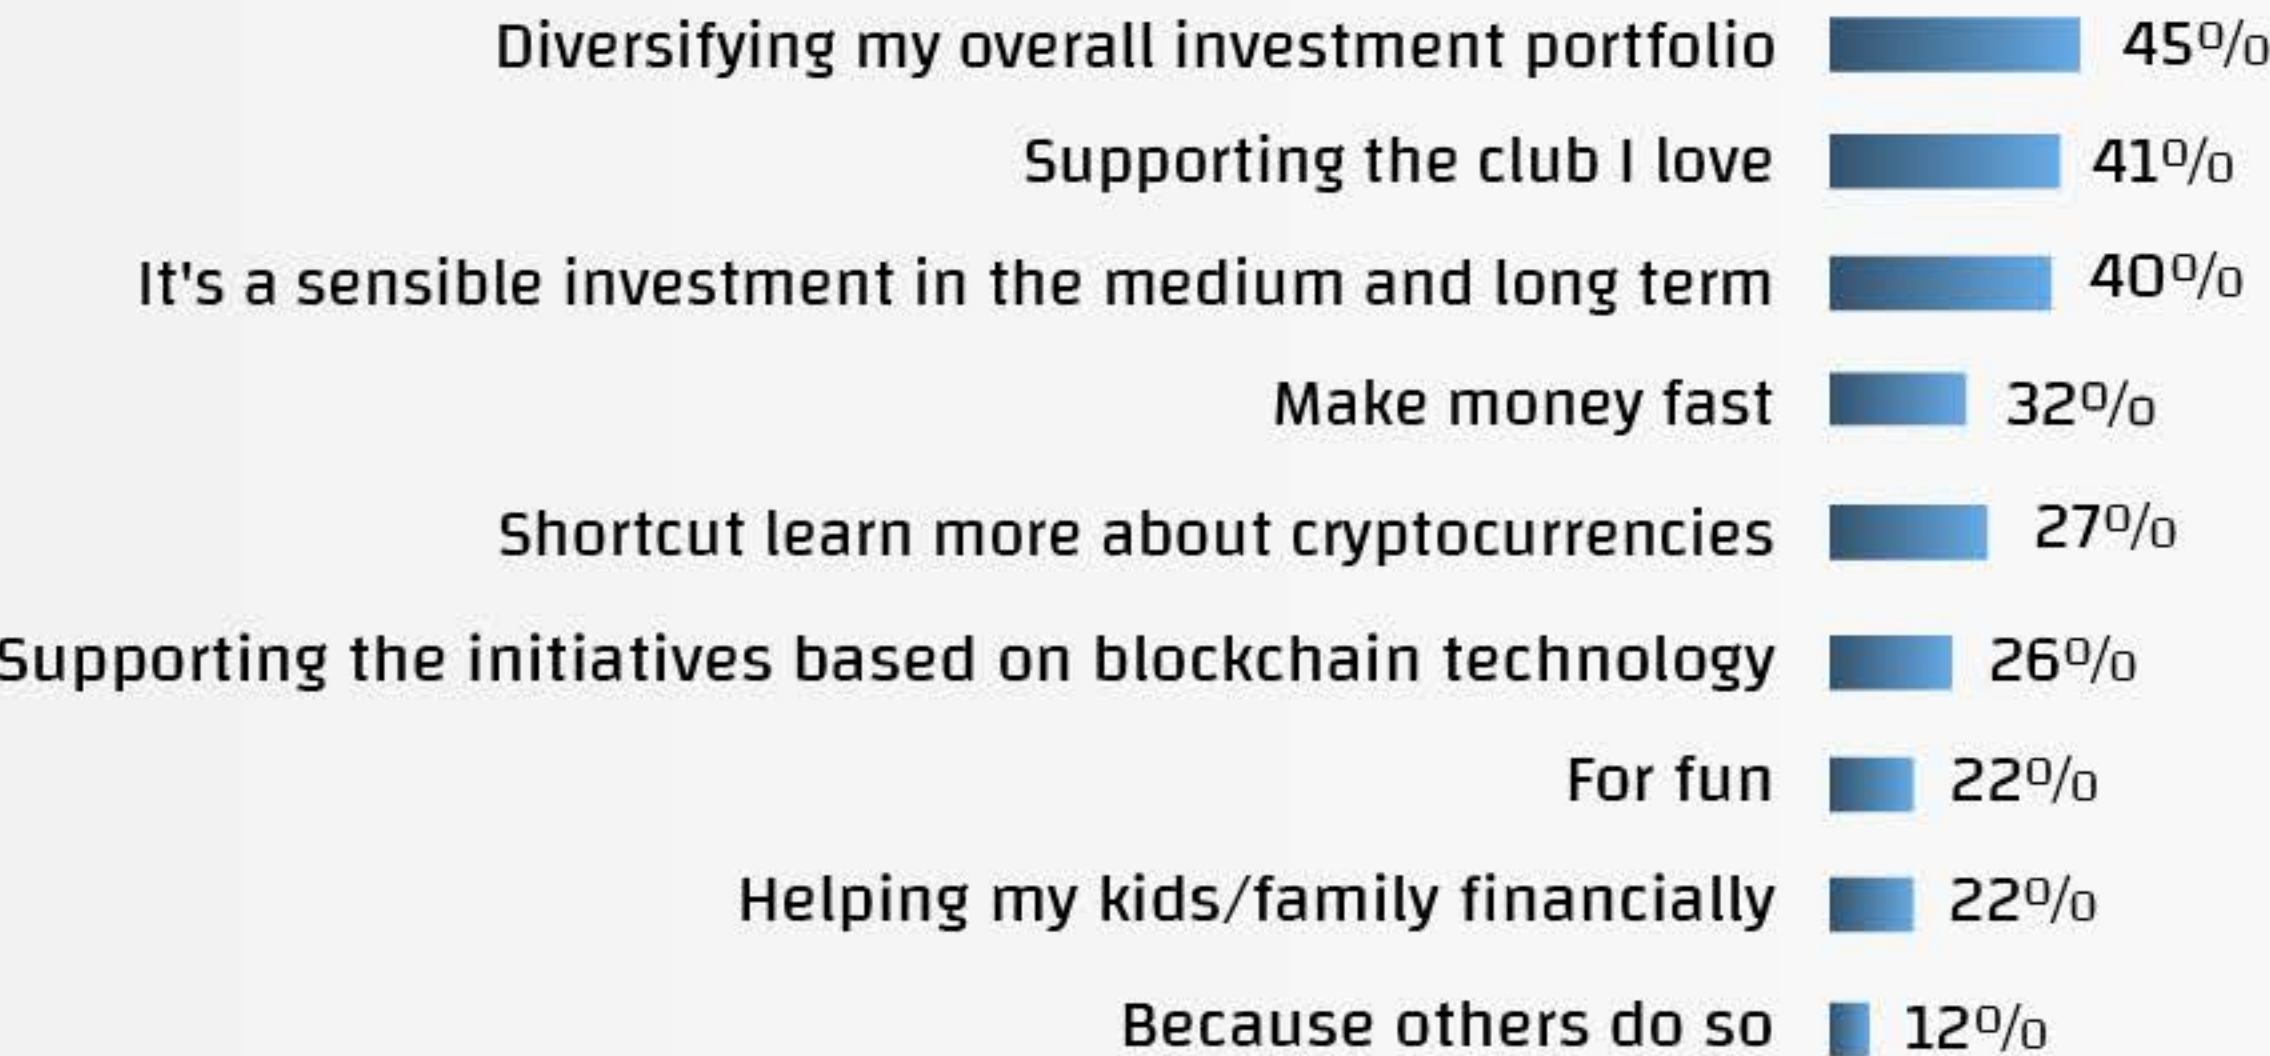 Diversifying my overall investment portfolio 45%
Supporting the club I love 41%
It's a sensible investment in the medium and long term 40%
Make money fast 32%
Shortcut learn more about cryptocurrencies 27%
Supporting the initiatives based on blockchain technology 26%
For fun 22%
Helping my kids/family financially 22%
Because others do so 12%